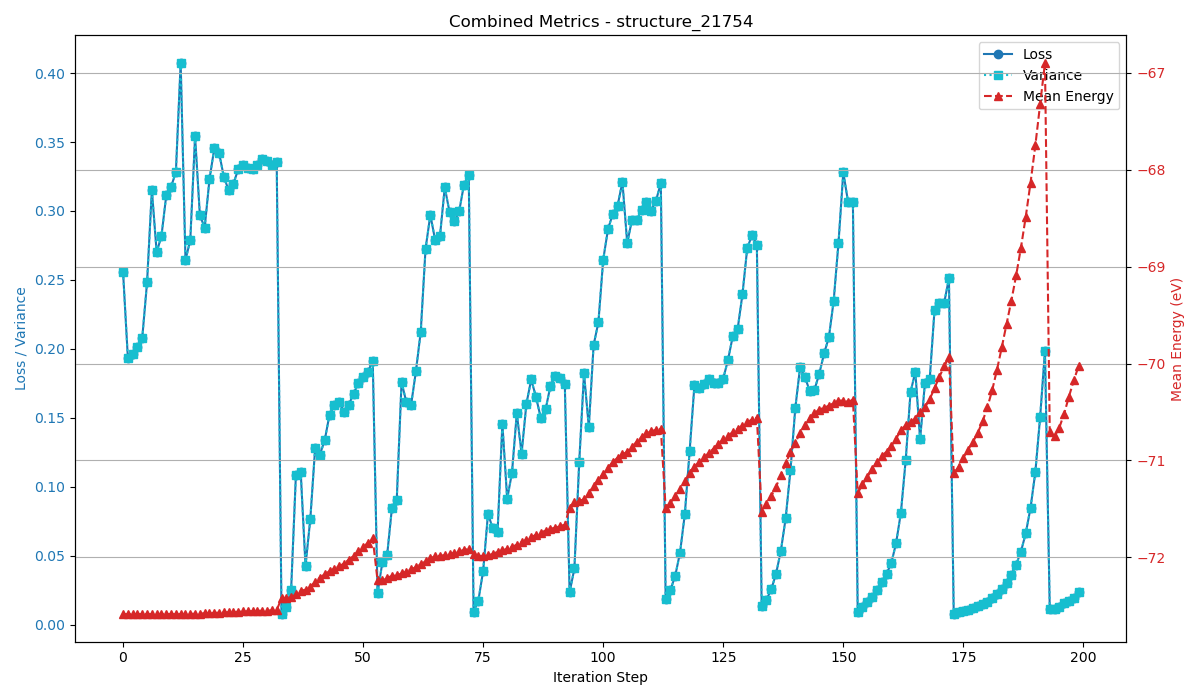 Combined Metrics - structure_21754
Loss
Variance
Mean Energy
0.40
0.35
0.30
0.25
0.20
0.15
0.10
0.05
0.00
Loss / Variance
−67
−68
−69
−70
−71
−72
Mean Energy (eV)
0 25 50 75 100 125 150 175 200
Iteration Step